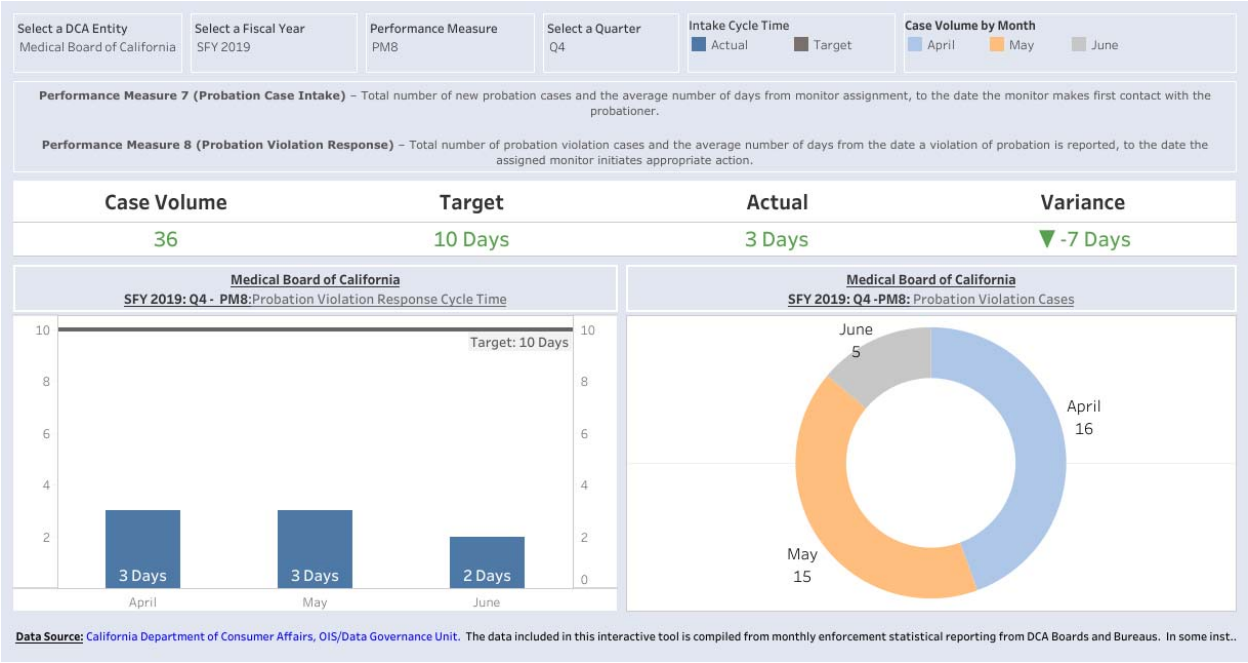 Select a DCA Entity
Medical Board of California
Select a Fiscal Year
SFY 2019
Performance Measure
PM8
Select a Quarter
Q4
Intake Cycle Time
Actual Target
Case Volume by Month
April May June
Performance Measure 7 (Probation Case Intake) – Total number of new probation cases and the average number of days from monitor assignment, to the date the monitor makes first contact with the
probationer.
Performance Measure 8 (Probation Violation Response) – Total number of probation violation cases and the average number of days from the date a violation of probation is reported, to the date the
assigned monitor initiates appropriate action.
Case Volume Target Actual Variance
36 10 Days 3 Days ▼ -7 Days
Medical Board of California
SFY 2019: Q4 - PM8:Probation Violation Response Cycle Time
10 10
Target: 10 Days
8 8
6 6
4 4
2 2
3 Days 3 Days 2 Days 0
April May June
Medical Board of California
SFY 2019: Q4 -PM8: Probation Violation Cases
June
5
April
16
May
15
Data Source: California Department of Consumer Affairs, OIS/Data Governance Unit. The data included in this interactive tool is compiled from monthly enforcement statistical reporting from DCA Boards and Bureaus. In some inst..